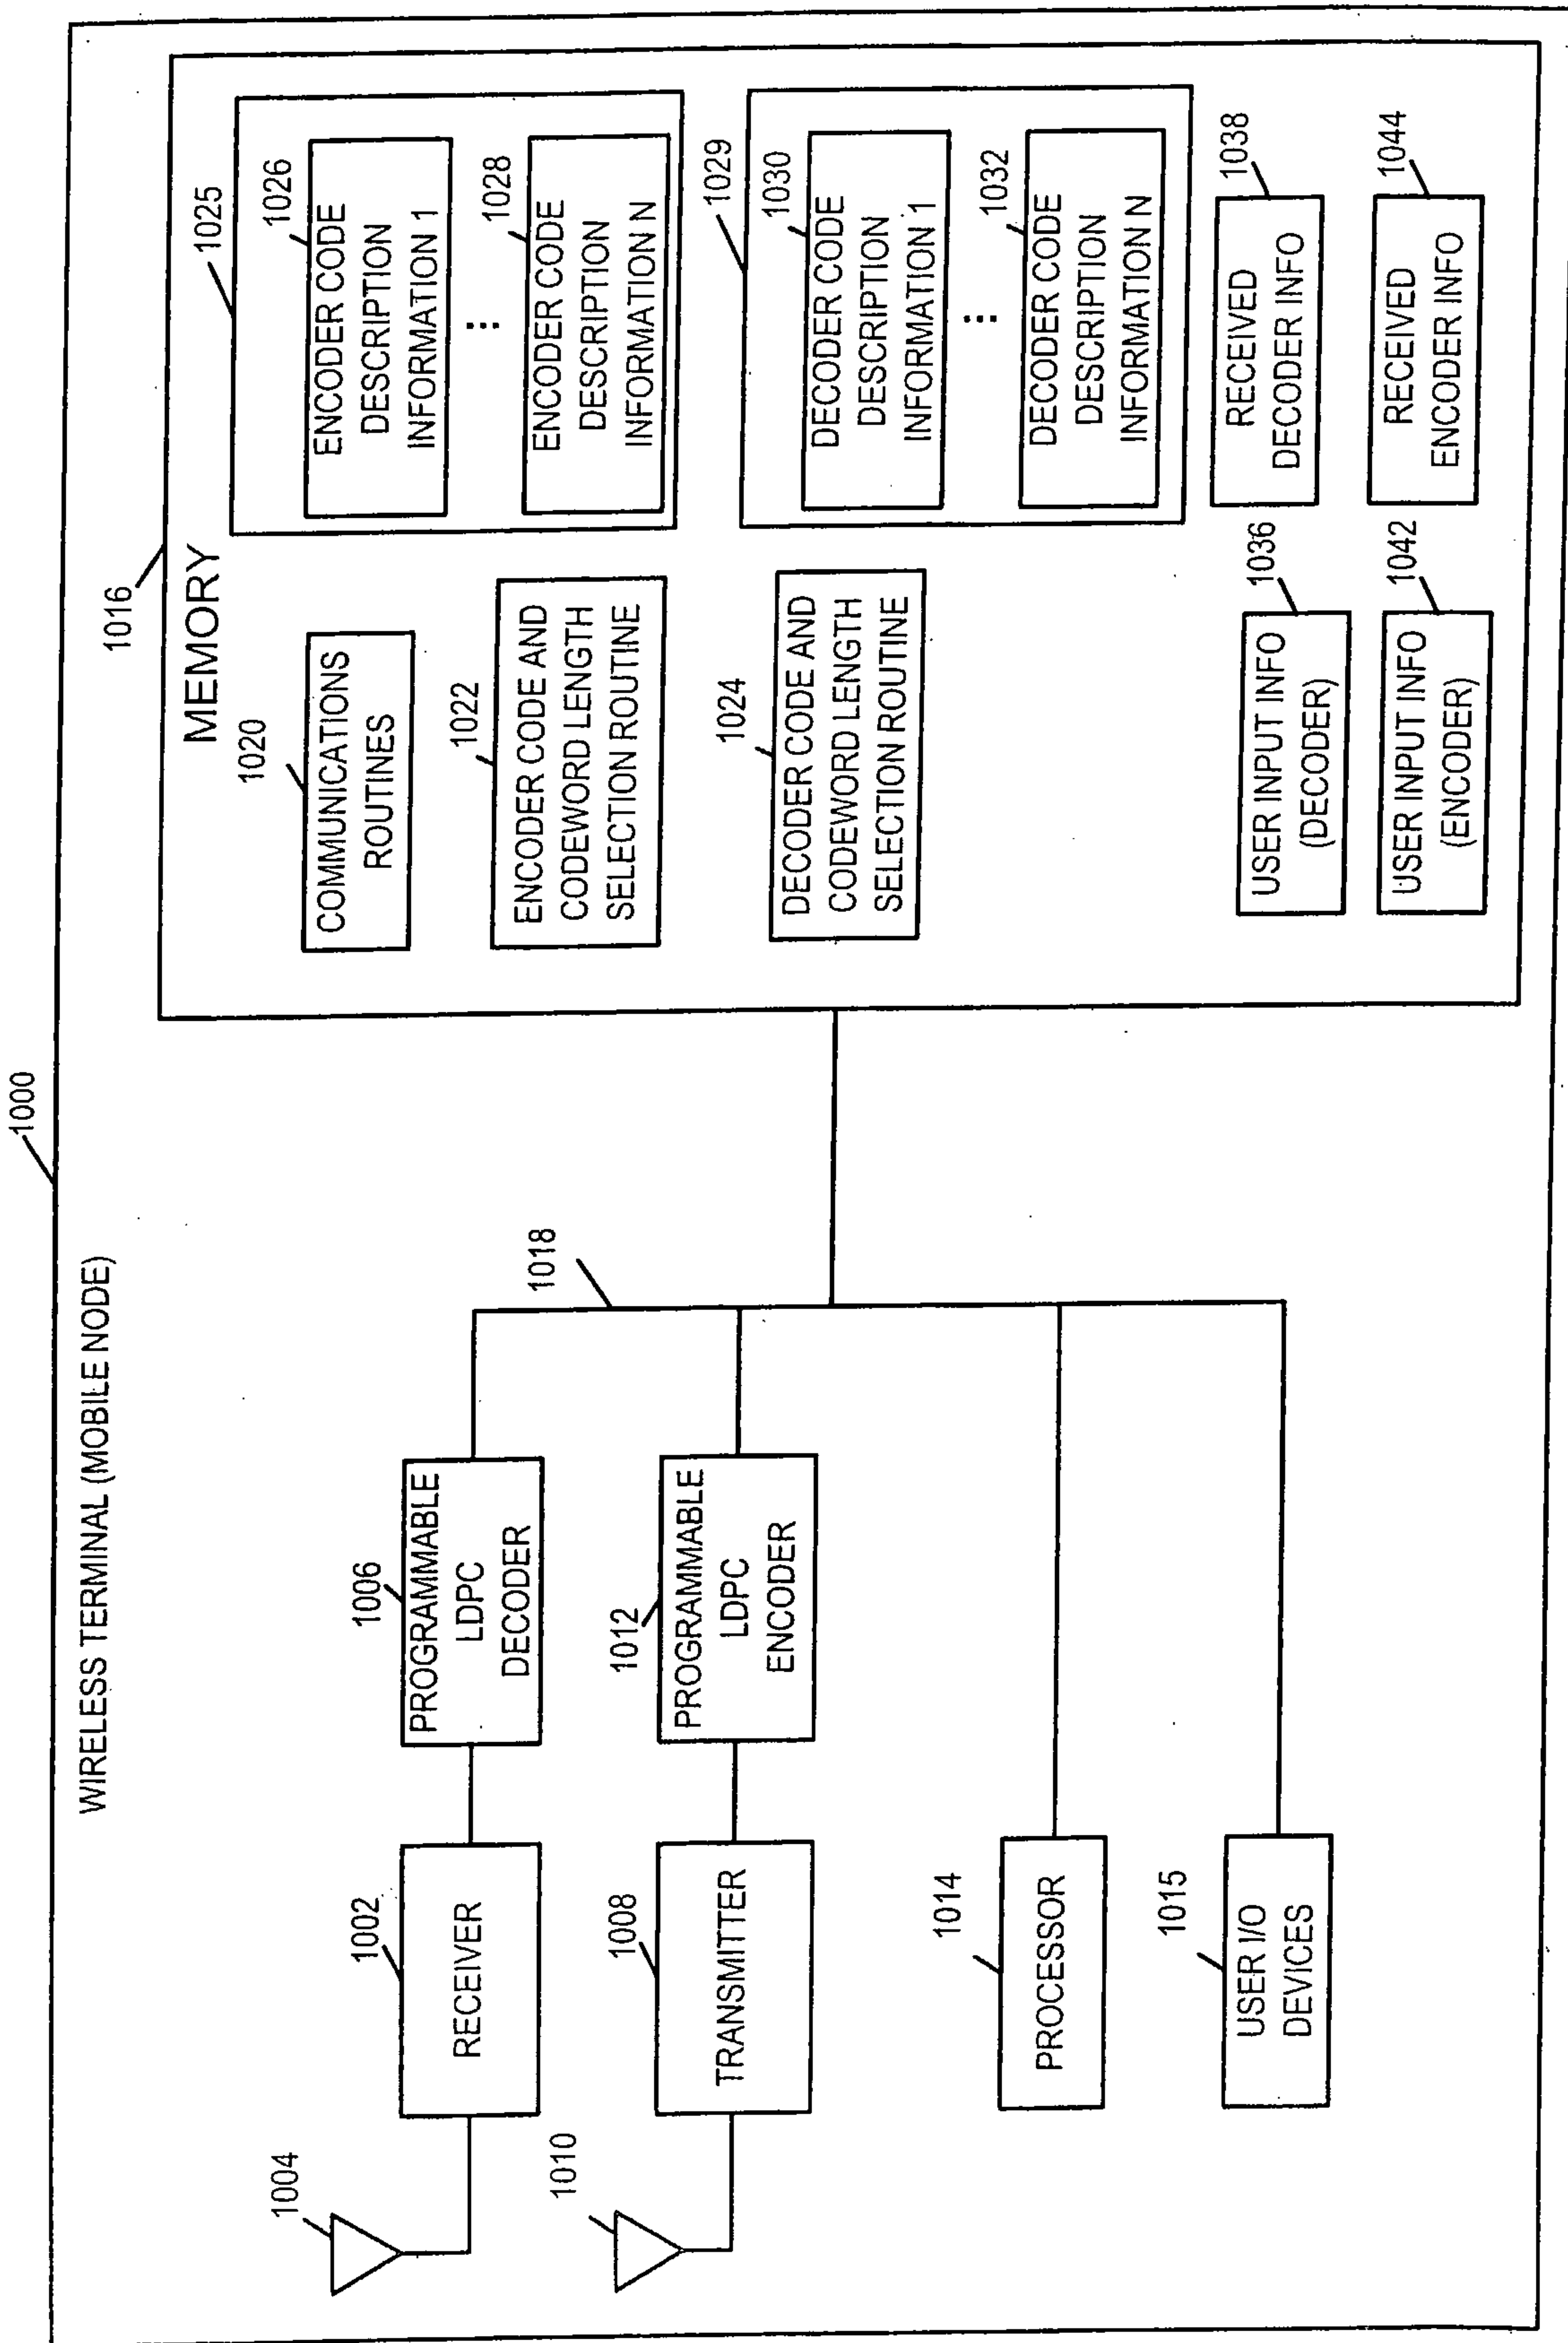 1000
WIRELESS TERMINAL (MOBILE NODE)
1004
1002
RECEIVER
1006
PROGRAMMABLE
LDPC
DECODER
1010
1008
TRANSMITTER
1012
PROGRAMMABLE
LDPC
ENCODER
1014
PROCESSOR
1015
USER I/O
DEVICES
1018
1016
MEMORY
1020
COMMUNICATIONS
ROUTINES
1022
ENCODER CODE AND
CODEWORD LENGTH
SELECTION ROUTINE
1024
DECODER CODE AND
CODEWORD LENGTH
SELECTION ROUTINE
1025
1026
ENCODER CODE
DESCRIPTION
INFORMATION 1
...
1028
ENCODER CODE
DESCRIPTION
INFORMATION N
1029
1030
DECODER CODE
DESCRIPTION
INFORMATION 1
...
1032
DECODER CODE
DESCRIPTION
INFORMATION N
1036
USER INPUT INFO
(DECODER)
1038
RECEIVED
DECODER INFO
1042
USER INPUT INFO
(ENCODER)
1044
RECEIVED
ENCODER INFO